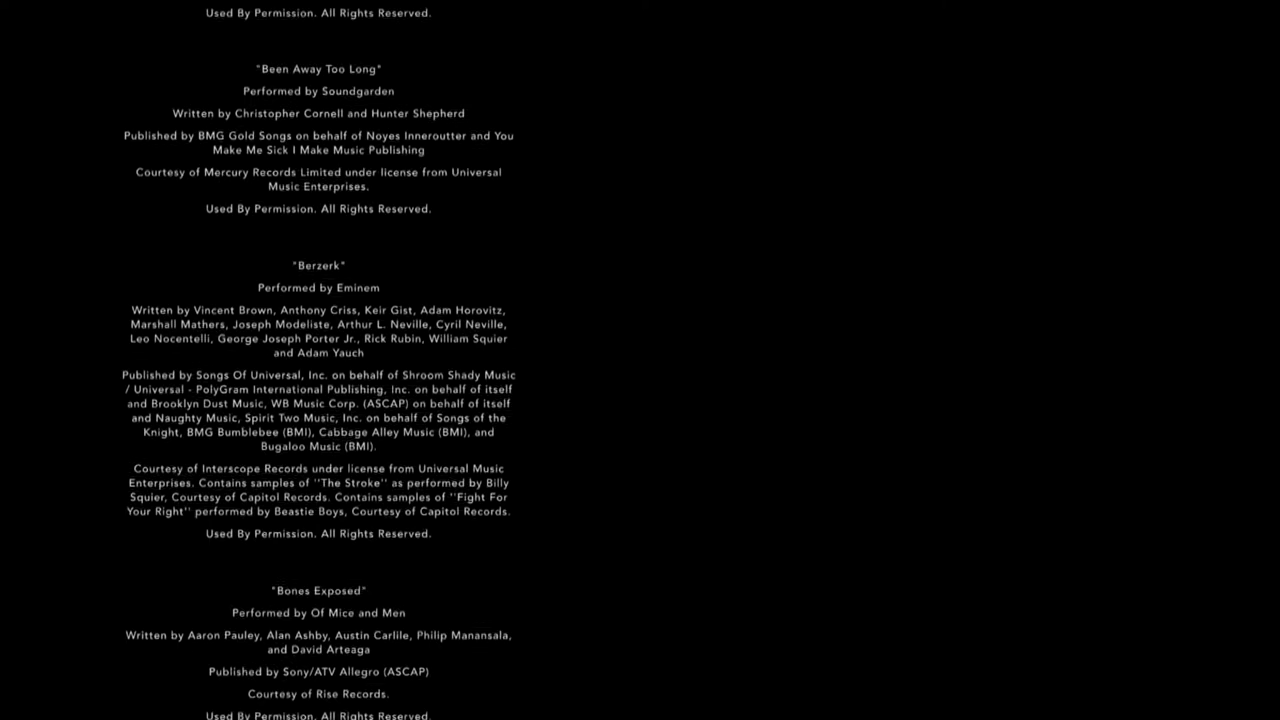 Used By Permission. All Rights Reserved.
"Been Away Too Long"
Performed by Soundgarden
Written by Christopher Cornell and Hunter Shepherd
Published by BMG Gold Songs on behalf of Noyes Inneroutter and You
Make Me Sick I Make Music Publishing
Courtesy of Mercury Records Limited under license from Universal
Music Enterprises.
Used By Permission. All Rights Reserved.
"Berzerk"
Performed by Eminem
Written by Vincent Brown, Anthony Criss, Keir Gist, Adam Horovitz,
Marshall Mathers, Joseph Modeliste, Arthur L. Neville, Cyril Neville,
Leo Nocentelli, George Joseph Porter Jr., Rick Rubin, William Squier
and Adam Yauch
Published by Songs Of Universal, Inc. on behalf of Shroom Shady Music
/ Universal - PolyGram International Publishing, Inc. on behalf of itself
and Brooklyn Dust Music, WB Music Corp. (ASCAP) on behalf of itself
and Naughty Music, Spirit Two Music, Inc. on behalf of Songs of the
Knight, BMG Bumblebee (BMI), Cabbage Alley Music (BMI), and
Bugaloo Music (BMI).
Courtesy of Interscope Records under license from Universal Music
Enterprises. Contains samples of ''The Stroke'' as performed by Billy
Squier, Courtesy of Capitol Records. Contains samples of ''Fight For
Your Right'' performed by Beastie Boys, Courtesy of Capitol Records.
Used By Permission. All Rights Reserved.
"Bones Exposed"
Performed by Of Mice and Men
Written by Aaron Pauley, Alan Ashby, Austin Carlile, Philip Manansala,
and David Arteaga
Published by Sony/ATV Allegro (ASCAP)
Courtesy of Rise Records.
Used By Permission. All Rights Reserved.